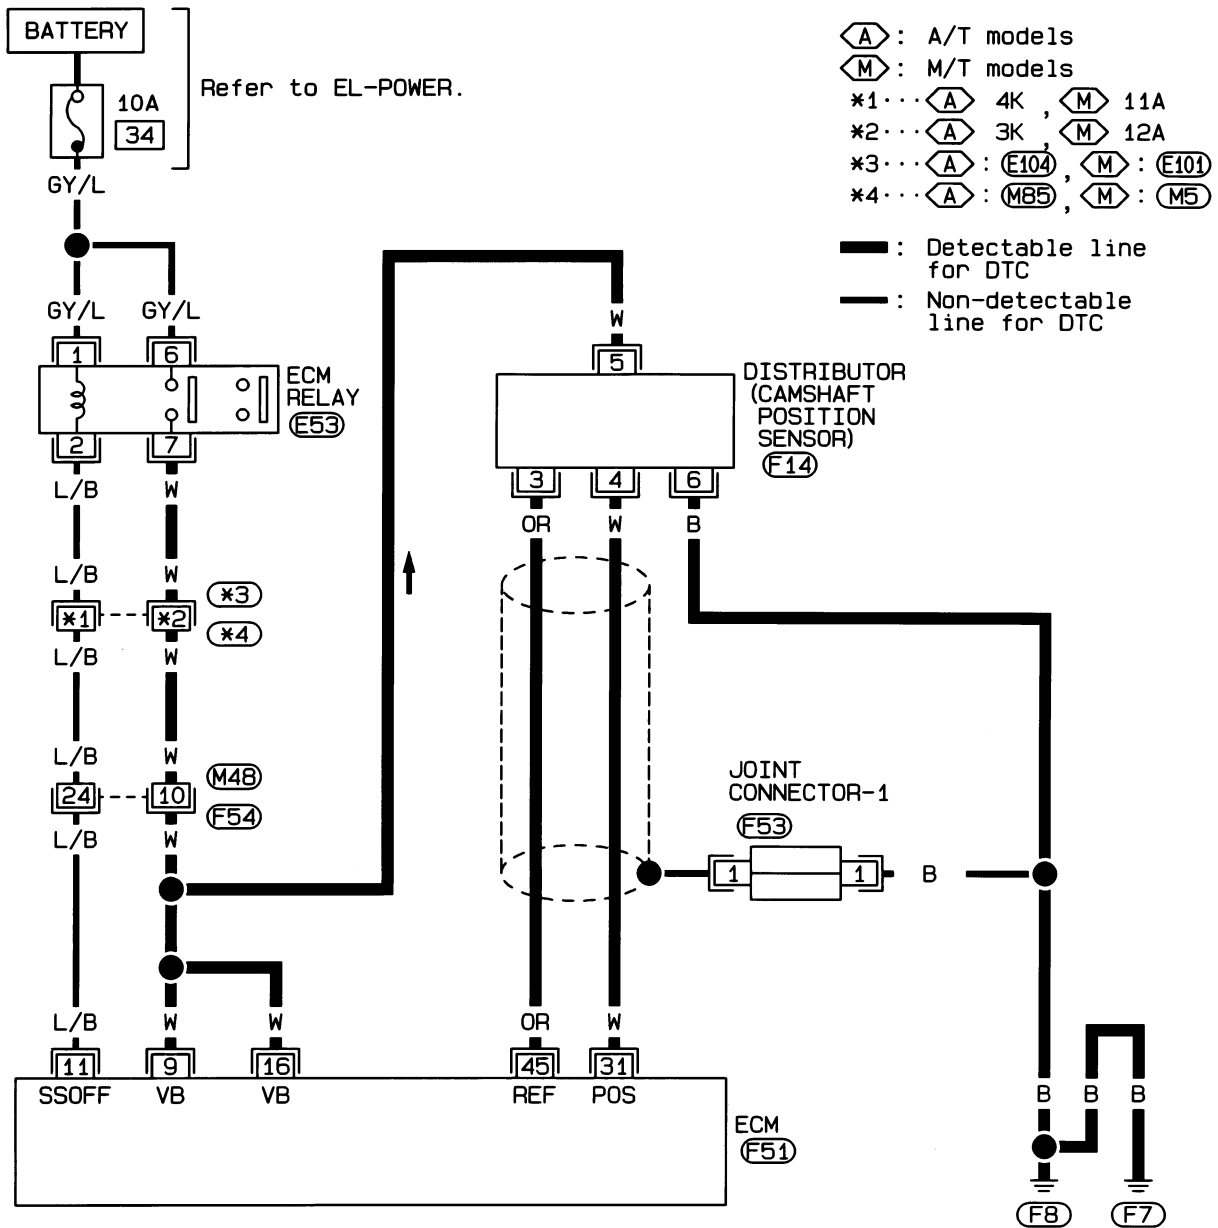 BATTERY
Refer to EL-POWER.
10A
34
GY/L
GY/L GY/L
1 6
ECM
RELAY
E53
2 7
L/B W
L/B W
*1 *2
*3
*4
L/B W
L/B W
24 10
M48
F54
L/B W
L/B W W
11 9 16
SSOFF VB VB
A : A/T models
M : M/T models
*1··· A 4K , M 11A
*2··· A 3K , M 12A
*3··· A : E104 , M : E101
*4··· A : M85 , M : M5
: Detectable line
for DTC
: Non-detectable
line for DTC
W
5
DISTRIBUTOR
(CAMSHAFT
POSITION
SENSOR)
F14
3 4 6
OR W B
JOINT
CONNECTOR-1
F53
1 1 B
OR W
45 31
REF POS
ECM
F51
B B B
F8 F7